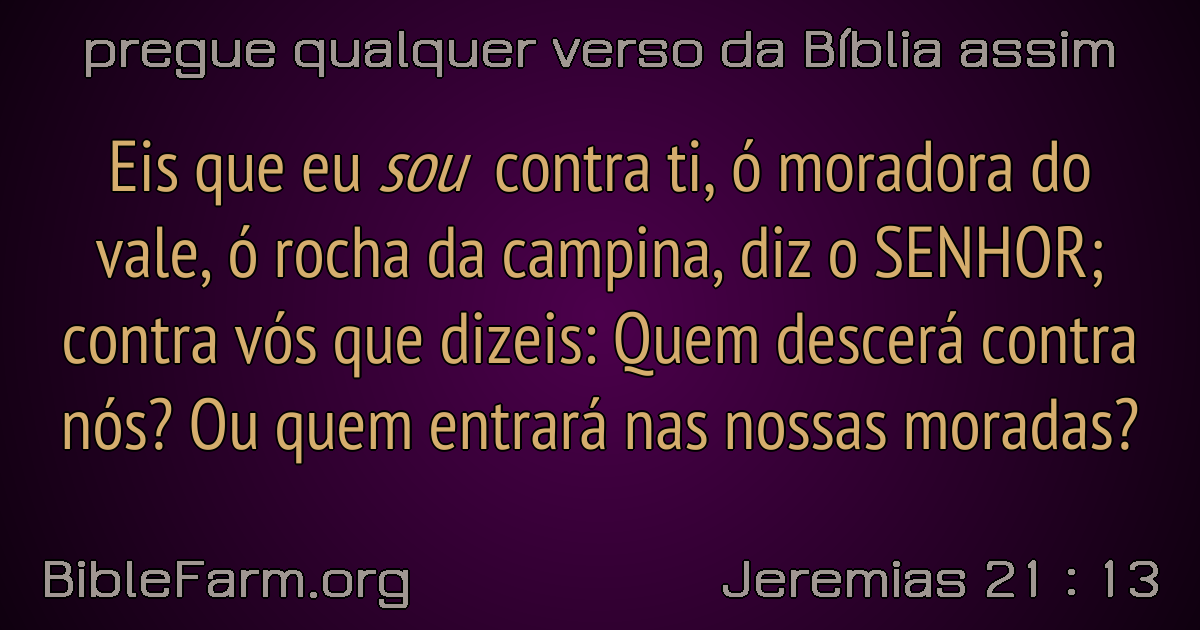 pregue qualquer verso da Bíblia assim
Eis que eu sou contra ti, ó moradora do
vale, ó rocha da campina, diz o SENHOR;
contra vós que dizeis: Quem descerá contra
nós? Ou quem entrará nas nossas moradas?
BibleFarm.org
Jeremias 21 : 13